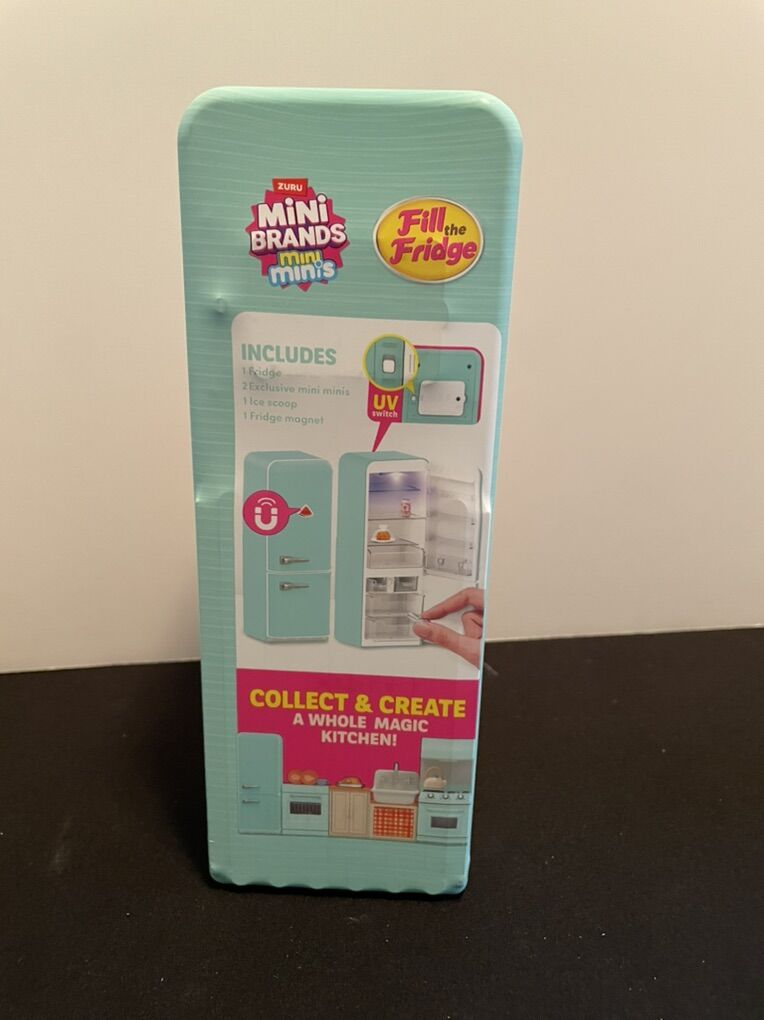 ZURU
MiNi
BRANDS
mini
minis
Fill the
Fridge
INCLUDES
1 Fridge
2 Exclusive mini minis
1 Ice scoop
1 Fridge magnet
UV
switch
COLLECT & CREATE
A WHOLE MAGIC
KITCHEN!